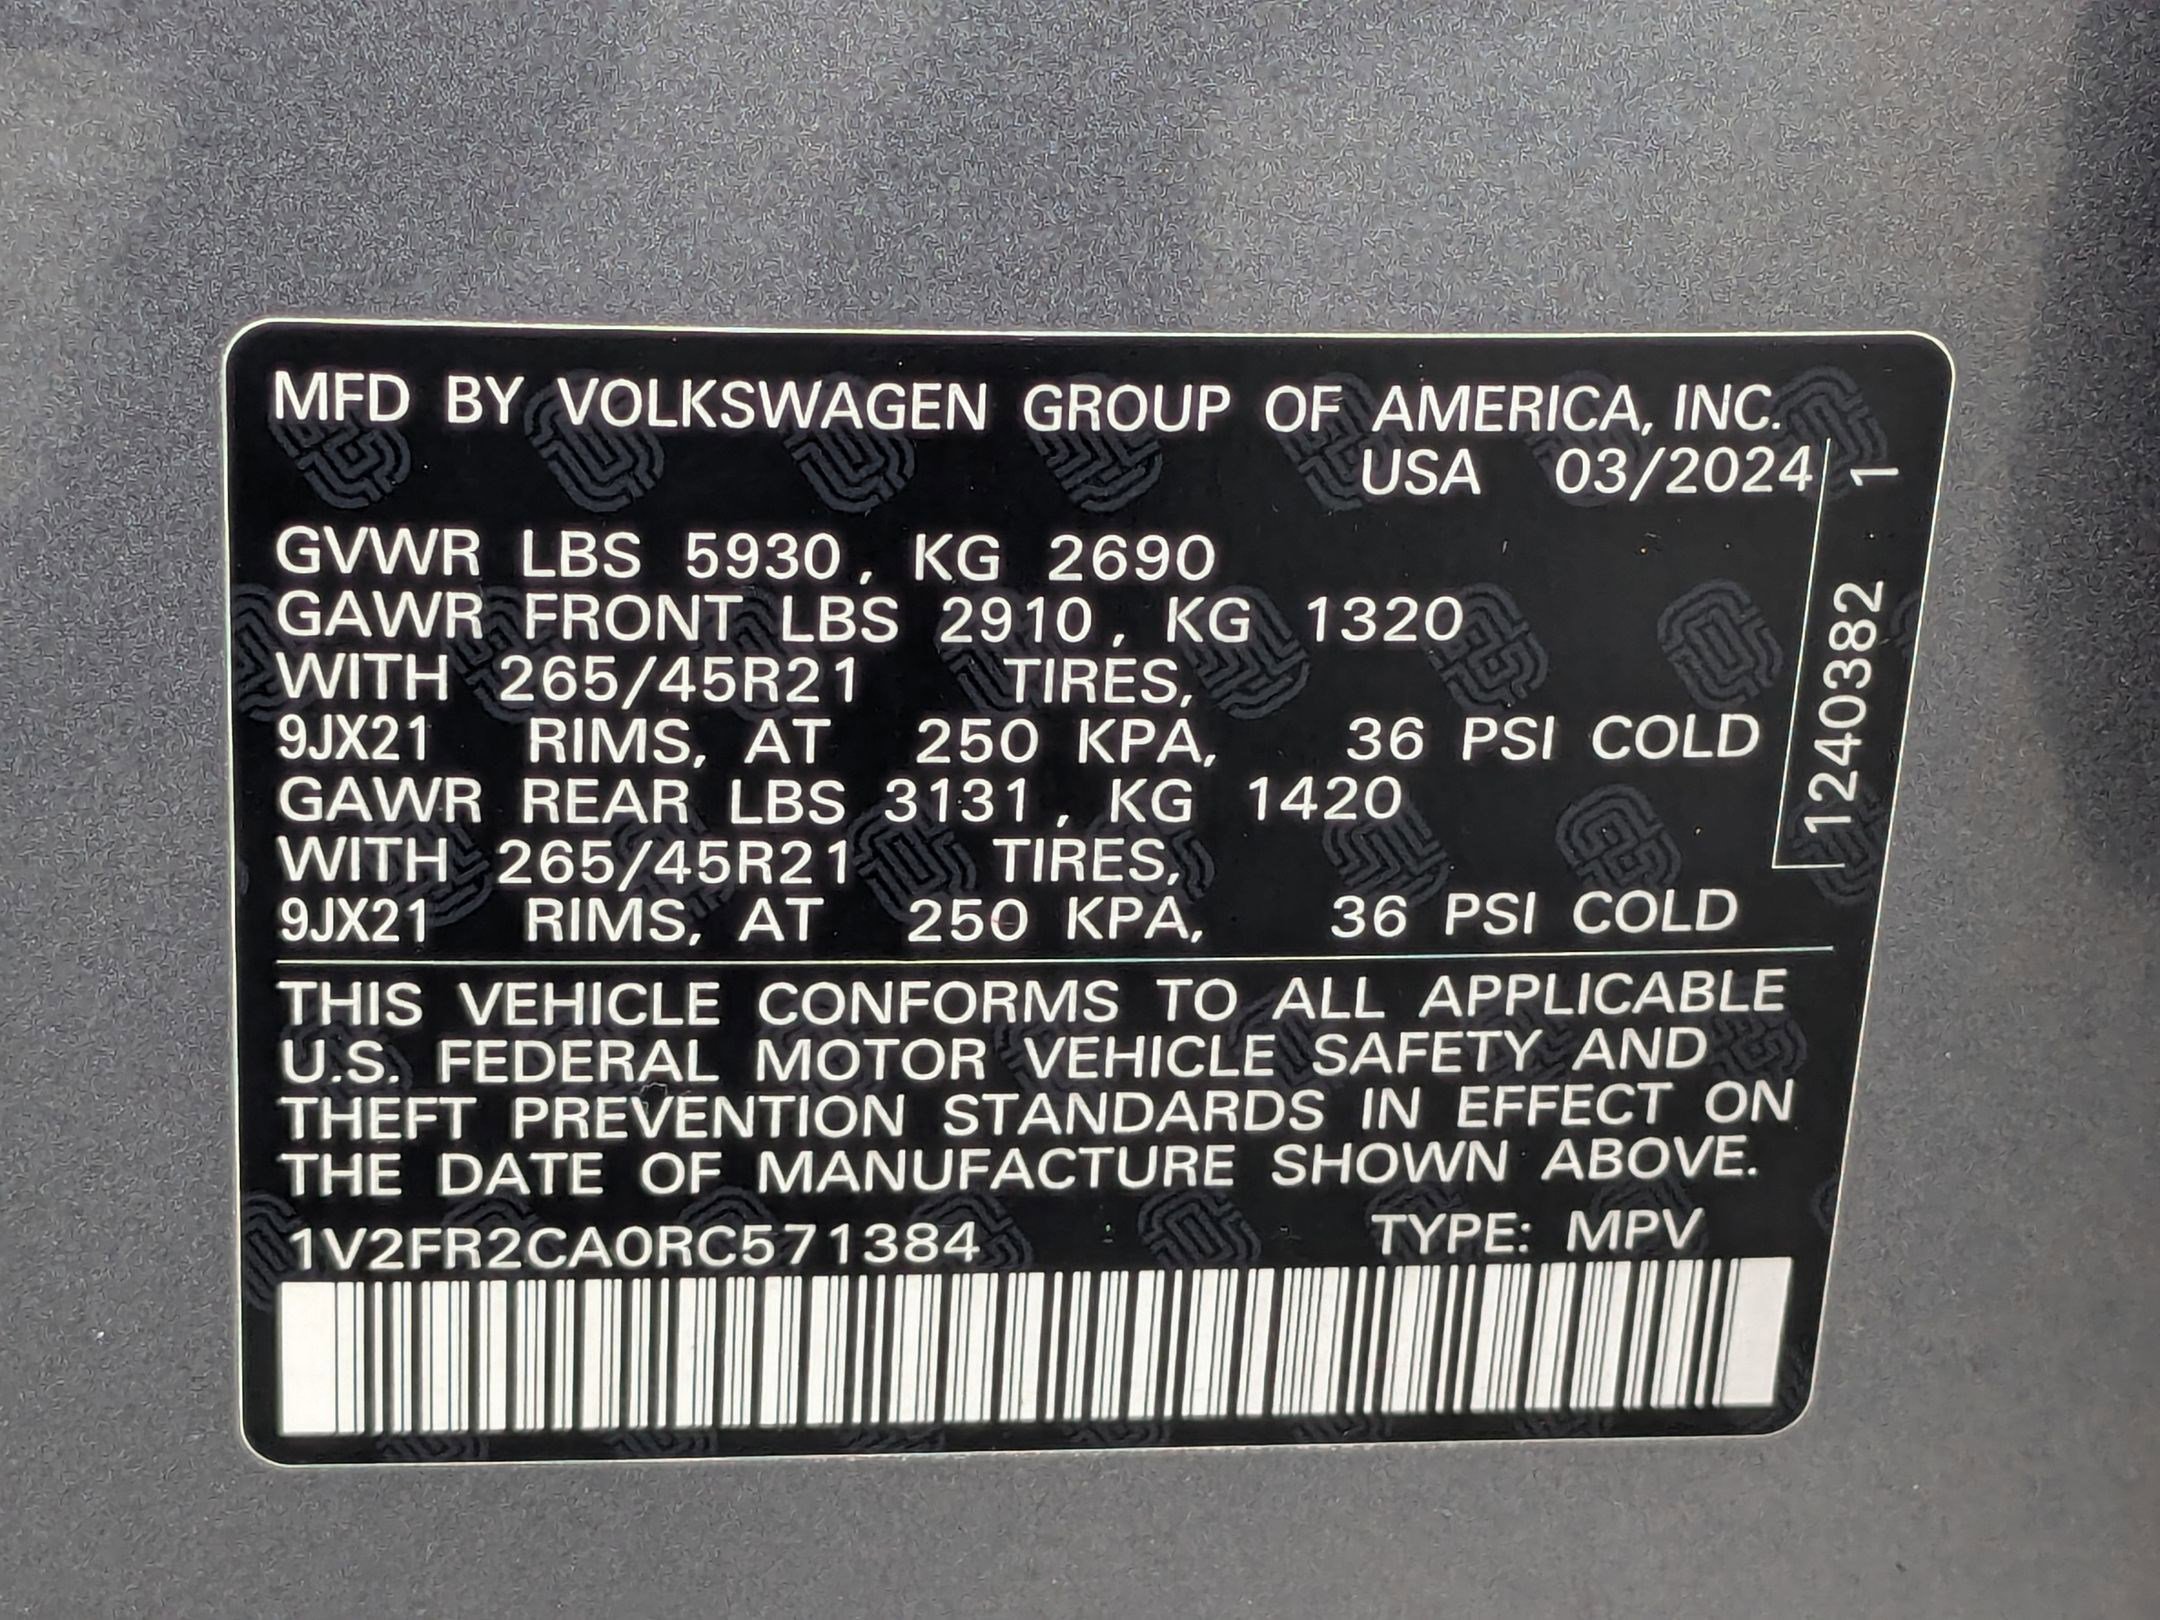 MFD BY VOLKSWAGEN GROUP OF AMERICA, INC.
USA 03/2024
GVWR LBS 5930, KG 2690
GAWR FRONT LBS 2910, KG 1320
WITH 265/45R21 TIRES,
9JX21 RIMS, AT 250 KPA, 36 PSI COLD
GAWR REAR LBS 3131, KG 1420
WITH 265/45R21 TIRES,
9JX21 RIMS, AT 250 KPA, 36 PSI COLD
1240382 1
THIS VEHICLE CONFORMS TO ALL APPLICABLE
U.S. FEDERAL MOTOR VEHICLE SAFETY AND
THEFT PREVENTION STANDARDS IN EFFECT ON
THE DATE OF MANUFACTURE SHOWN ABOVE.
1V2FR2CA0RC571384 TYPE: MPV